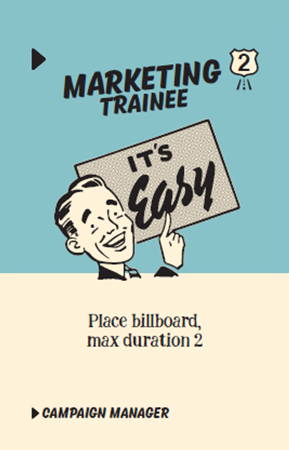 MARKETING
TRAINEE
2
IT'S
Easy
Place billboard,
max duration 2
CAMPAIGN MANAGER